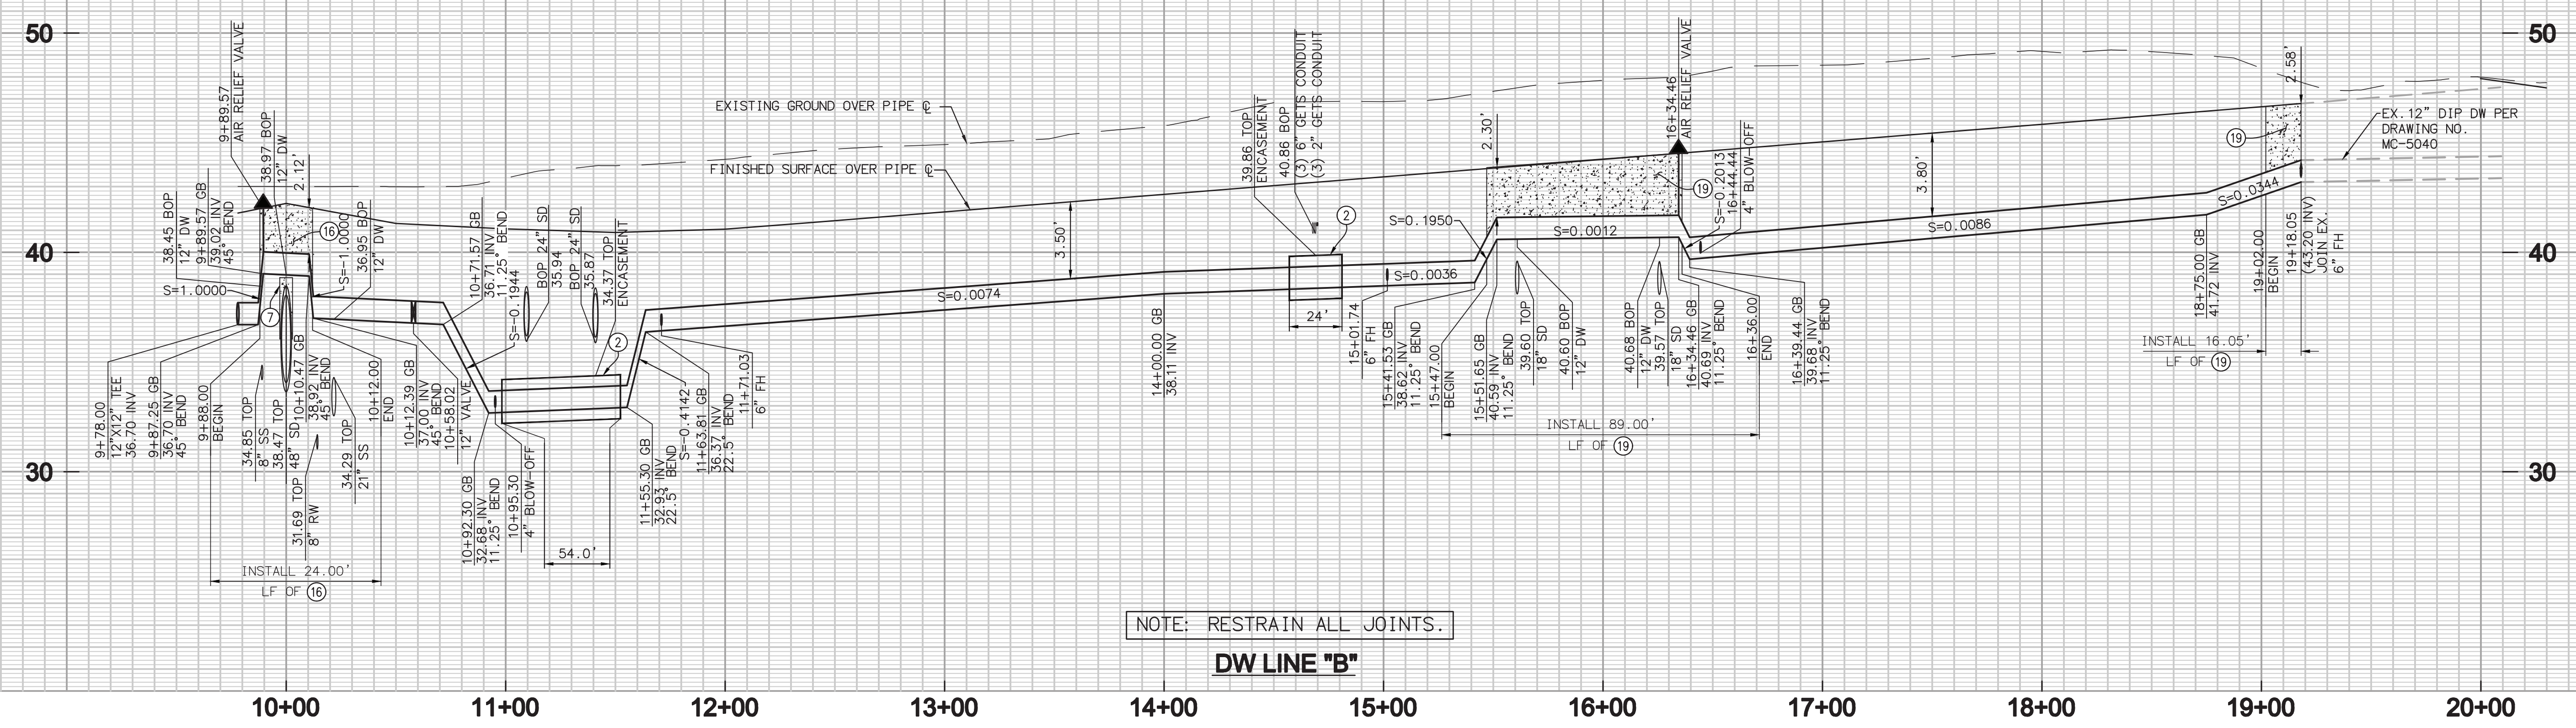 50
40
30
50
40
30
9+89.57
AIR RELIEF VALVE
38.97 BOP
12" DW
2.12'
38.45 BOP
12" DW
9+89.57 GB
39.02 INV
45° BEND
S=1.0000
7
16
S=-1.0000
36.95 BOP
12" DW
9+78.00
12"X12" TEE
36.70 INV
9+87.25 GB
36.70 INV
45° BEND
9+88.00
BEGIN
34.85 TOP
8" SS
38.47 TOP
48" SD
10+10.47 GB
38.92 INV
45° BEND
31.69 TOP
8" RW
34.29 TOP
21" SS
10+12.00
END
10+12.39 GB
37.00 INV
45° BEND
10+58.02
12" VALVE
INSTALL 24.00'
LF OF 16
10+71.57 GB
36.71 INV
11.25° BEND
S=-0.1944
BOP 24" SD
35.94
BOP 24" SD
35.87
34.37 TOP
ENCASEMENT
2
10+92.30 GB
32.68 INV
11.25° BEND
10+95.30
4" BLOW-OFF
54.0'
11+55.30 GB
32.93 INV
22.5° BEND
S=-0.4142
11+63.81 GB
36.37 INV
22.5° BEND
11+71.03
6" FH
EXISTING GROUND OVER PIPE ℄
FINISHED SURFACE OVER PIPE ℄
3.50'
S=0.0074
14+00.00 GB
38.11 INV
39.86 TOP
ENCASEMENT
40.86 BOP
(3) 6" GETS CONDUIT
(3) 2" GETS CONDUIT
2
24'
15+01.74
6" FH
S=0.0036
15+41.53 GB
38.62 INV
11.25° BEND
15+47.00
BEGIN
S=0.1950
2.30'
15+51.65 GB
40.59 INV
11.25° BEND
39.60 TOP
18" SD
40.60 BOP
12" DW
S=0.0012
40.68 BOP
12" DW
39.57 TOP
18" SD
16+34.46 GB
40.69 INV
11.25° BEND
16+36.00
END
16+39.44 GB
39.68 INV
11.25° BEND
INSTALL 89.00'
LF OF 19
16+34.46
AIR RELIEF VALVE
19
S=-0.2013
16+44.44
4" BLOW-OFF
3.80'
S=0.0086
18+75.00 GB
41.72 INV
S=0.0344
19+02.00
BEGIN
19+18.05
(43.20 INV)
JOIN EX.
6" FH
INSTALL 16.05'
LF OF 19
2.58'
19
EX.12" DIP DW PER
DRAWING NO.
MC-5040
NOTE: RESTRAIN ALL JOINTS.
DW LINE "B"
10+00
11+00
12+00
13+00
14+00
15+00
16+00
17+00
18+00
19+00
20+00